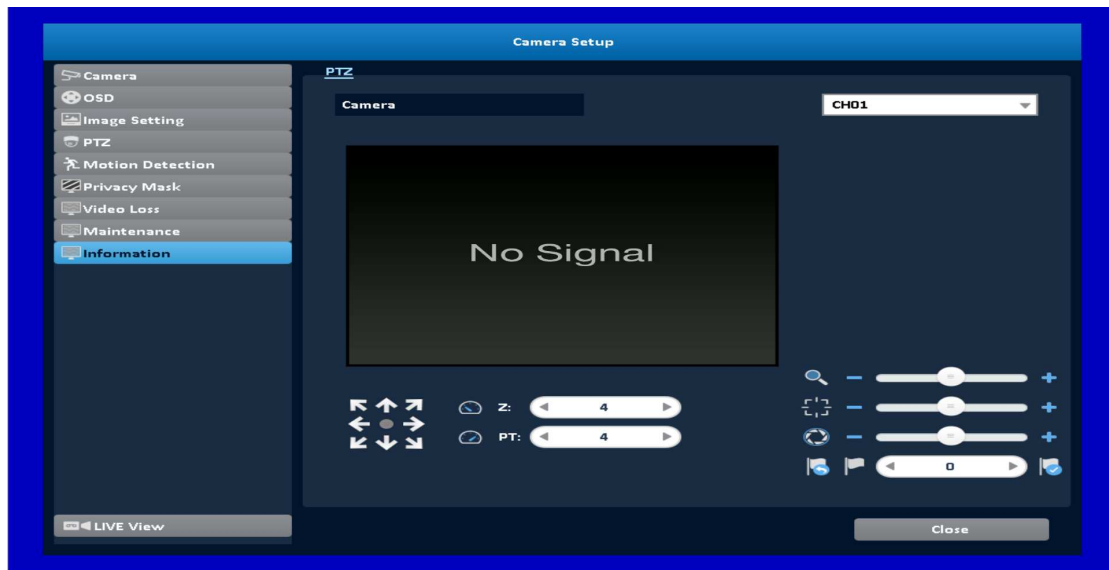 Camera Setup
Camera
OSD
Image Setting
PTZ
Motion Detection
Privacy Mask
Video Loss
Maintenance
Information
LIVE View
PTZ
Camera
CH01
No Signal
Z: 4
PT: 4
0
Close